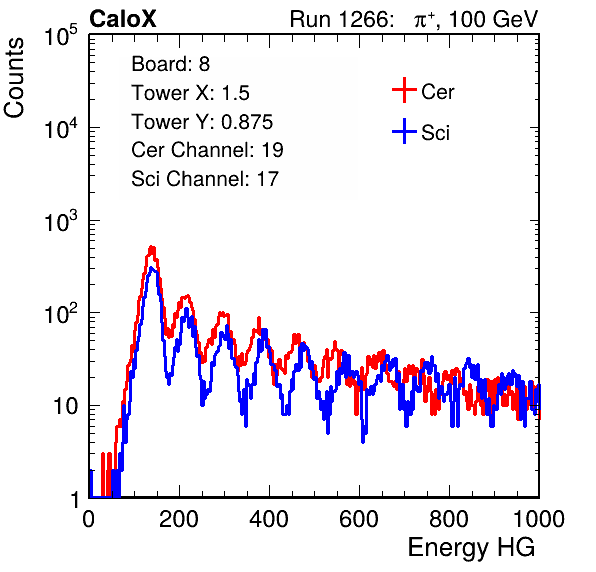 CaloX Run 1266: π⁺, 100 GeV
Counts
10⁵
10⁴
10³
10²
10
1
Board: 8
Tower X: 1.5
Tower Y: 0.875
Cer Channel: 19
Sci Channel: 17
Cer
Sci
0 200 400 600 800 1000
Energy HG